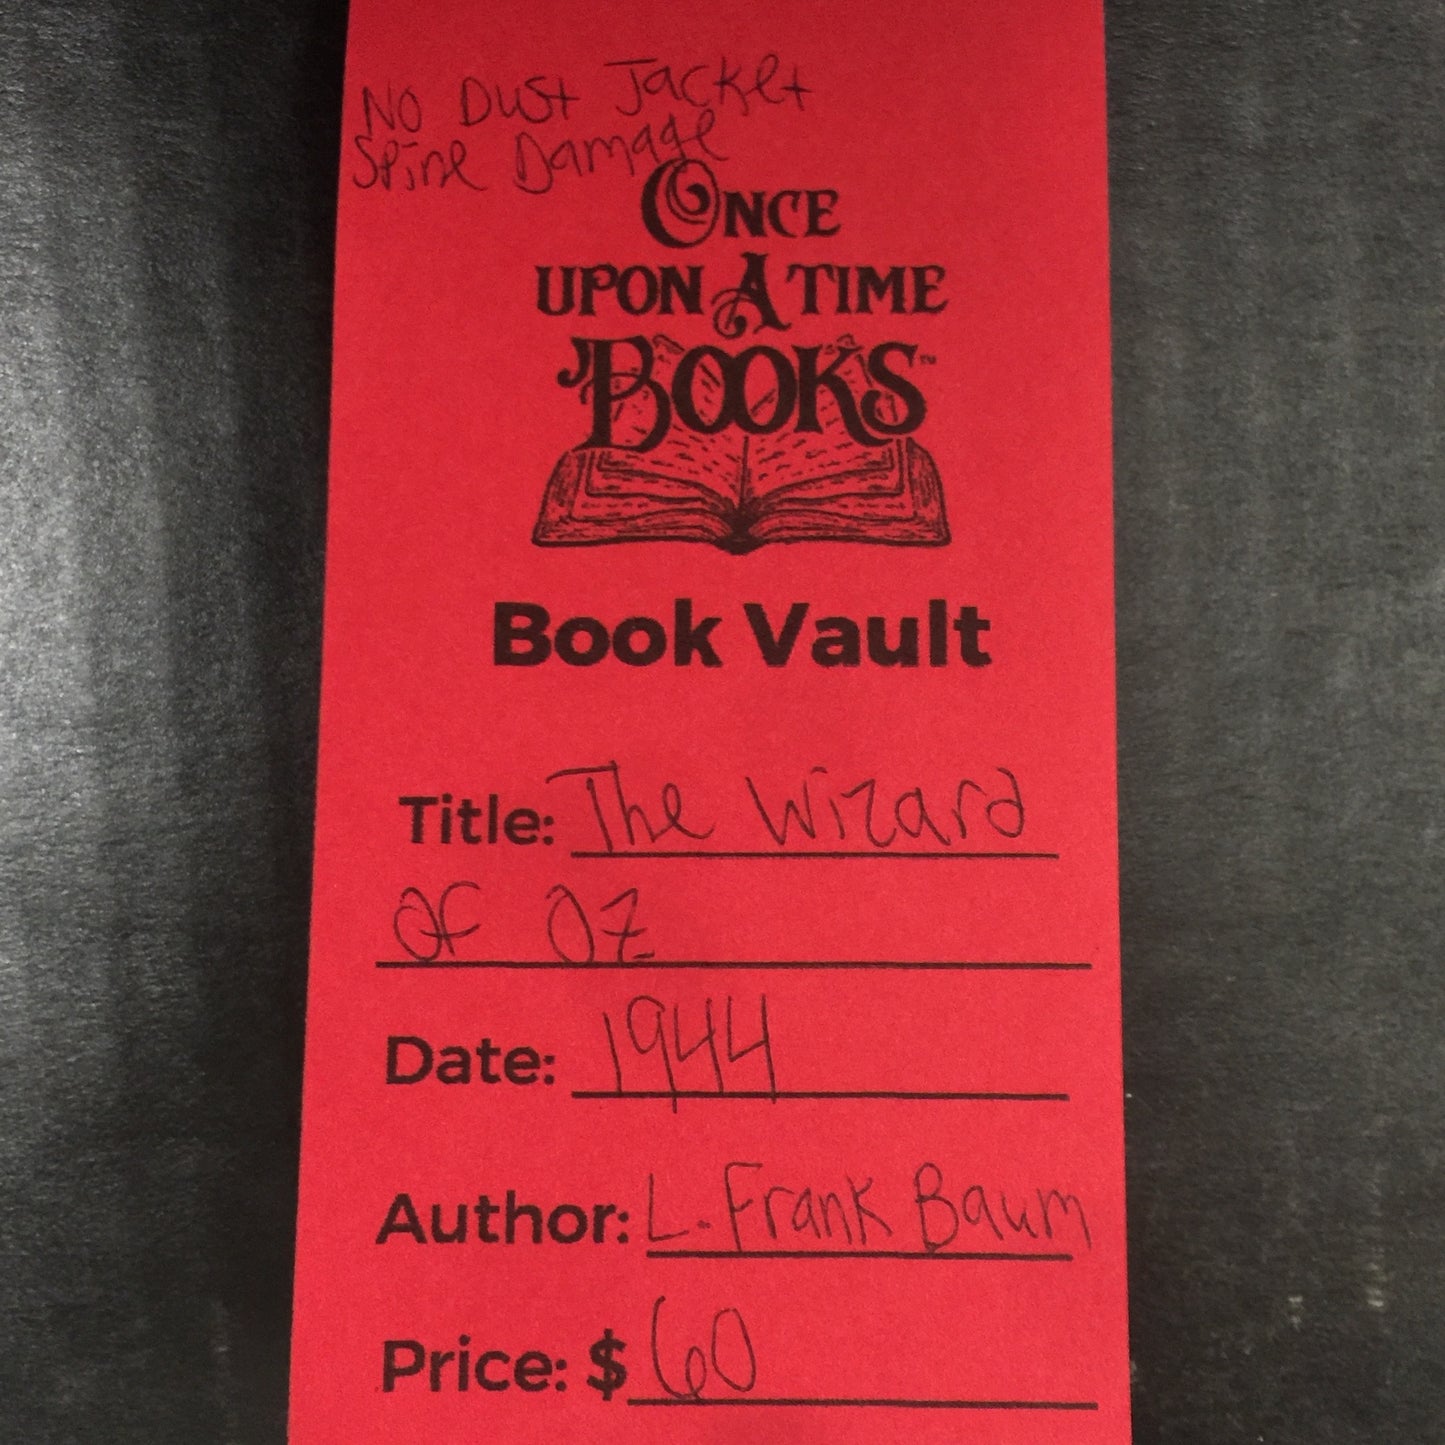 No Dust Jacket
Spine Damage
ONCE
UPON A TIME
BOOKS™
Book Vault
Title: The Wizard
of Oz
Date: 1944
Author: L. Frank Baum
Price: $60